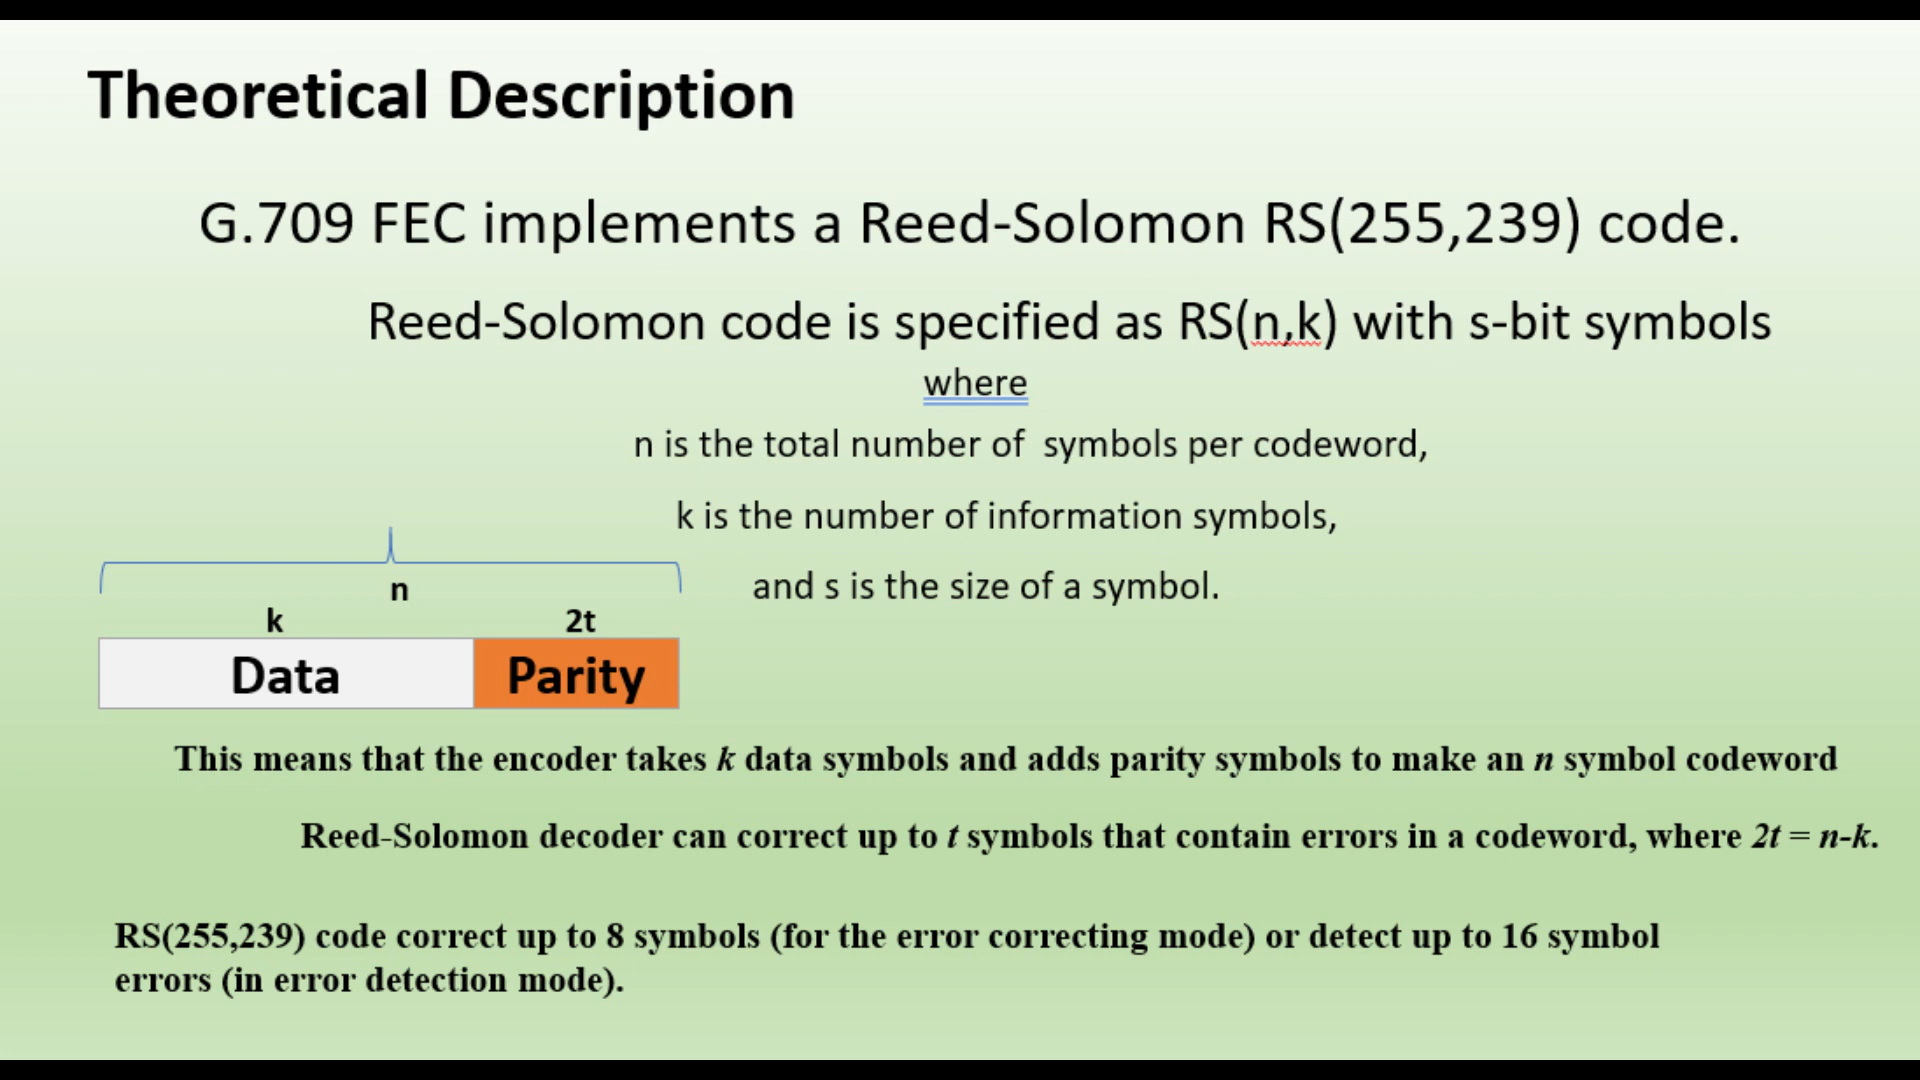 Theoretical Description
G.709 FEC implements a Reed-Solomon RS(255,239) code.
Reed-Solomon code is specified as RS(n,k) with s-bit symbols
where
n is the total number of symbols per codeword,
k is the number of information symbols,
and s is the size of a symbol.
n
k 2t
Data Parity
This means that the encoder takes k data symbols and adds parity symbols to make an n symbol codeword
Reed-Solomon decoder can correct up to t symbols that contain errors in a codeword, where 2t = n-k.
RS(255,239) code correct up to 8 symbols (for the error correcting mode) or detect up to 16 symbol
errors (in error detection mode).